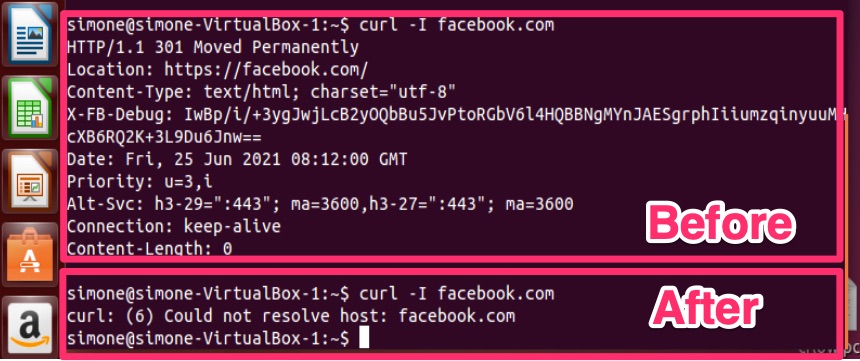 simone@simone-VirtualBox-1:~$ curl -I facebook.com
HTTP/1.1 301 Moved Permanently
Location: https://facebook.com/
Content-Type: text/html; charset="utf-8"
X-FB-Debug: IwBp/i/+3ygJwjLcB2yOQbBu5JvPtoRGbV6l4HQBBNgMYnJAESgrphIiiumzqinyuuMH
cXB6RQ2K+3L9Du6Jnw==
Date: Fri, 25 Jun 2021 08:12:00 GMT
Priority: u=3,i
Alt-Svc: h3-29=":443"; ma=3600,h3-27=":443"; ma=3600
Connection: keep-alive
Content-Length: 0
Before
simone@simone-VirtualBox-1:~$ curl -I facebook.com
curl: (6) Could not resolve host: facebook.com
simone@simone-VirtualBox-1:~$
After